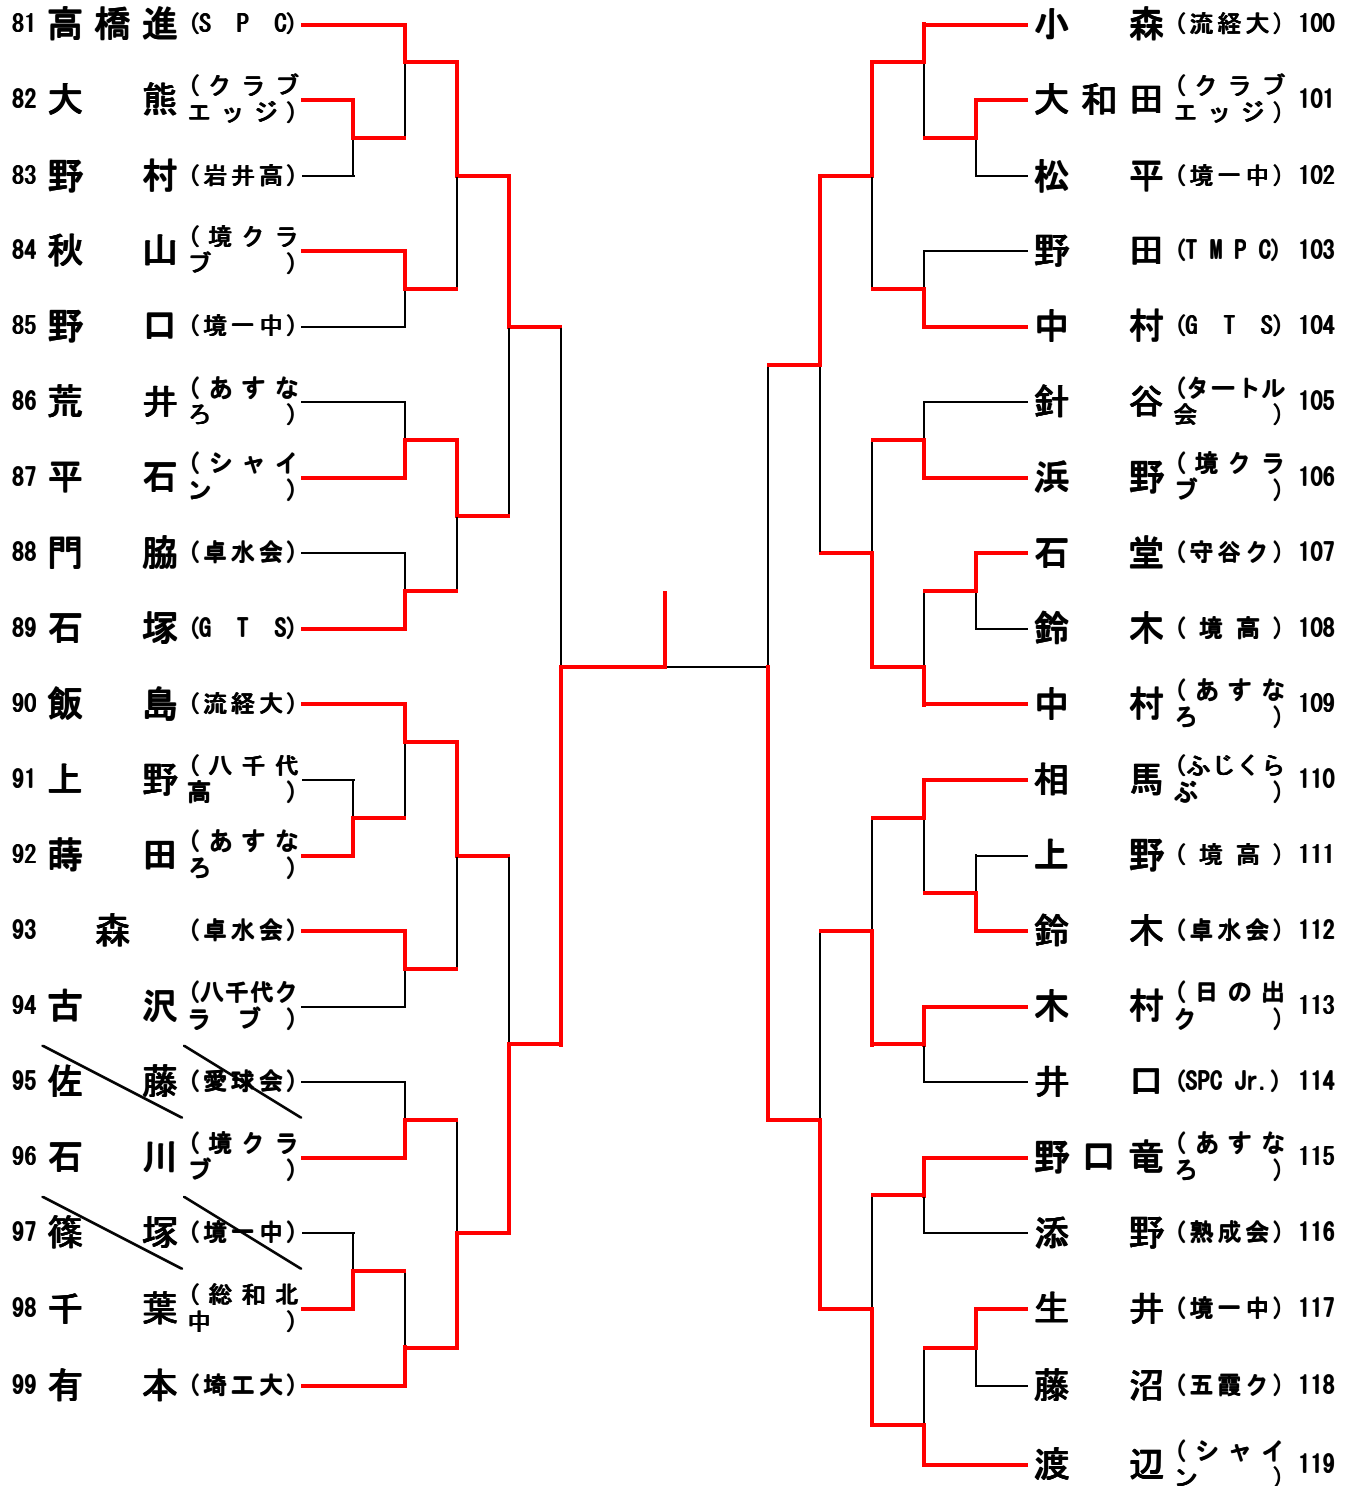 81 高橋進 (S P C)
82 大熊 (クラブ
エッジ)
83 野村 (岩井高)
84 秋山 (境クラ
ブ)
85 野口 (境一中)
86 荒井 (あすな
ろ)
87 平石 (シャイ
ン)
88 門脇 (卓水会)
89 石塚 (G T S)
90 飯島 (流経大)
91 上野 (八千代
高)
92 蒔田 (あすな
ろ)
93 森 (卓水会)
94 古沢 (八千代ク
ラブ)
95 佐藤 (愛球会)
96 石川 (境クラ
ブ)
97 篠塚 (境一中)
98 千葉 (総和北
中)
99 有本 (埼工大)
小森 (流経大) 100
大和田 (クラブ
エッジ) 101
松平 (境一中) 102
野田 (T M P C) 103
中村 (G T S) 104
針谷 (タートル
会) 105
浜野 (境クラ
ブ) 106
石堂 (守谷ク) 107
鈴木 (境高) 108
中村 (あすな
ろ) 109
相馬 (ふじくら
ぶ) 110
上野 (境高) 111
鈴木 (卓水会) 112
木村 (日の出
ク) 113
井口 (SPC Jr.) 114
野口竜 (あすな
ろ) 115
添野 (熟成会) 116
生井 (境一中) 117
藤沼 (五霞ク) 118
渡辺 (シャイ
ン) 119